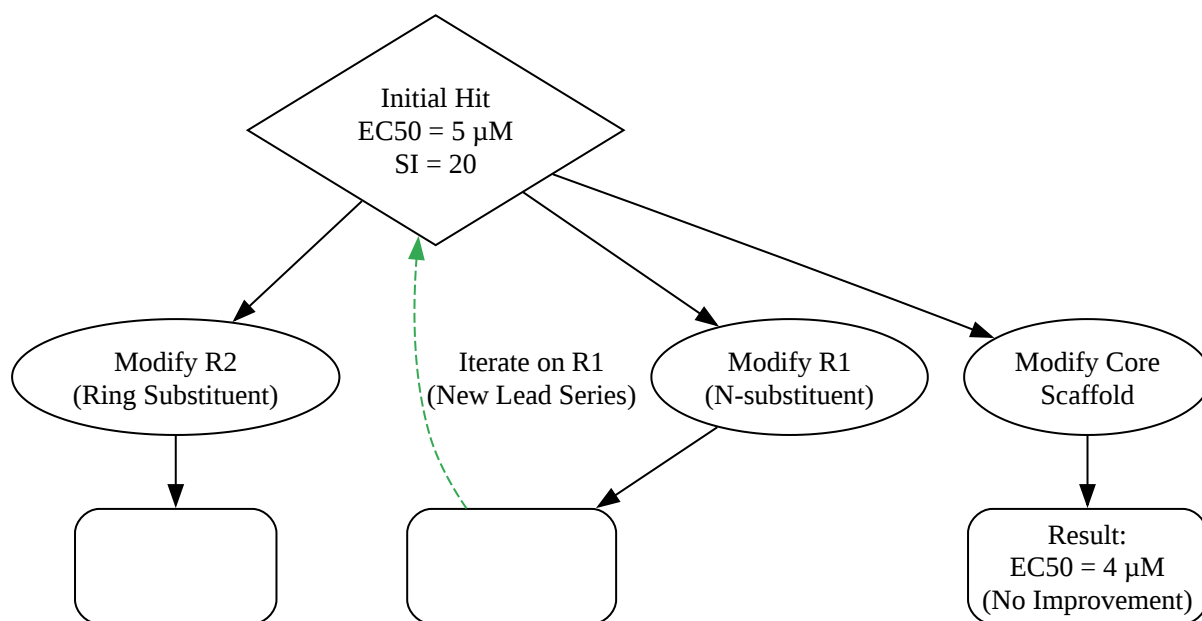 Initial Hit
EC50 = 5 µM
SI = 20
Modify R2
(Ring Substituent)
Iterate on R1
(New Lead Series)
Modify R1
(N-substituent)
Modify Core
Scaffold
Result:
EC50 = 4 µM
(No Improvement)